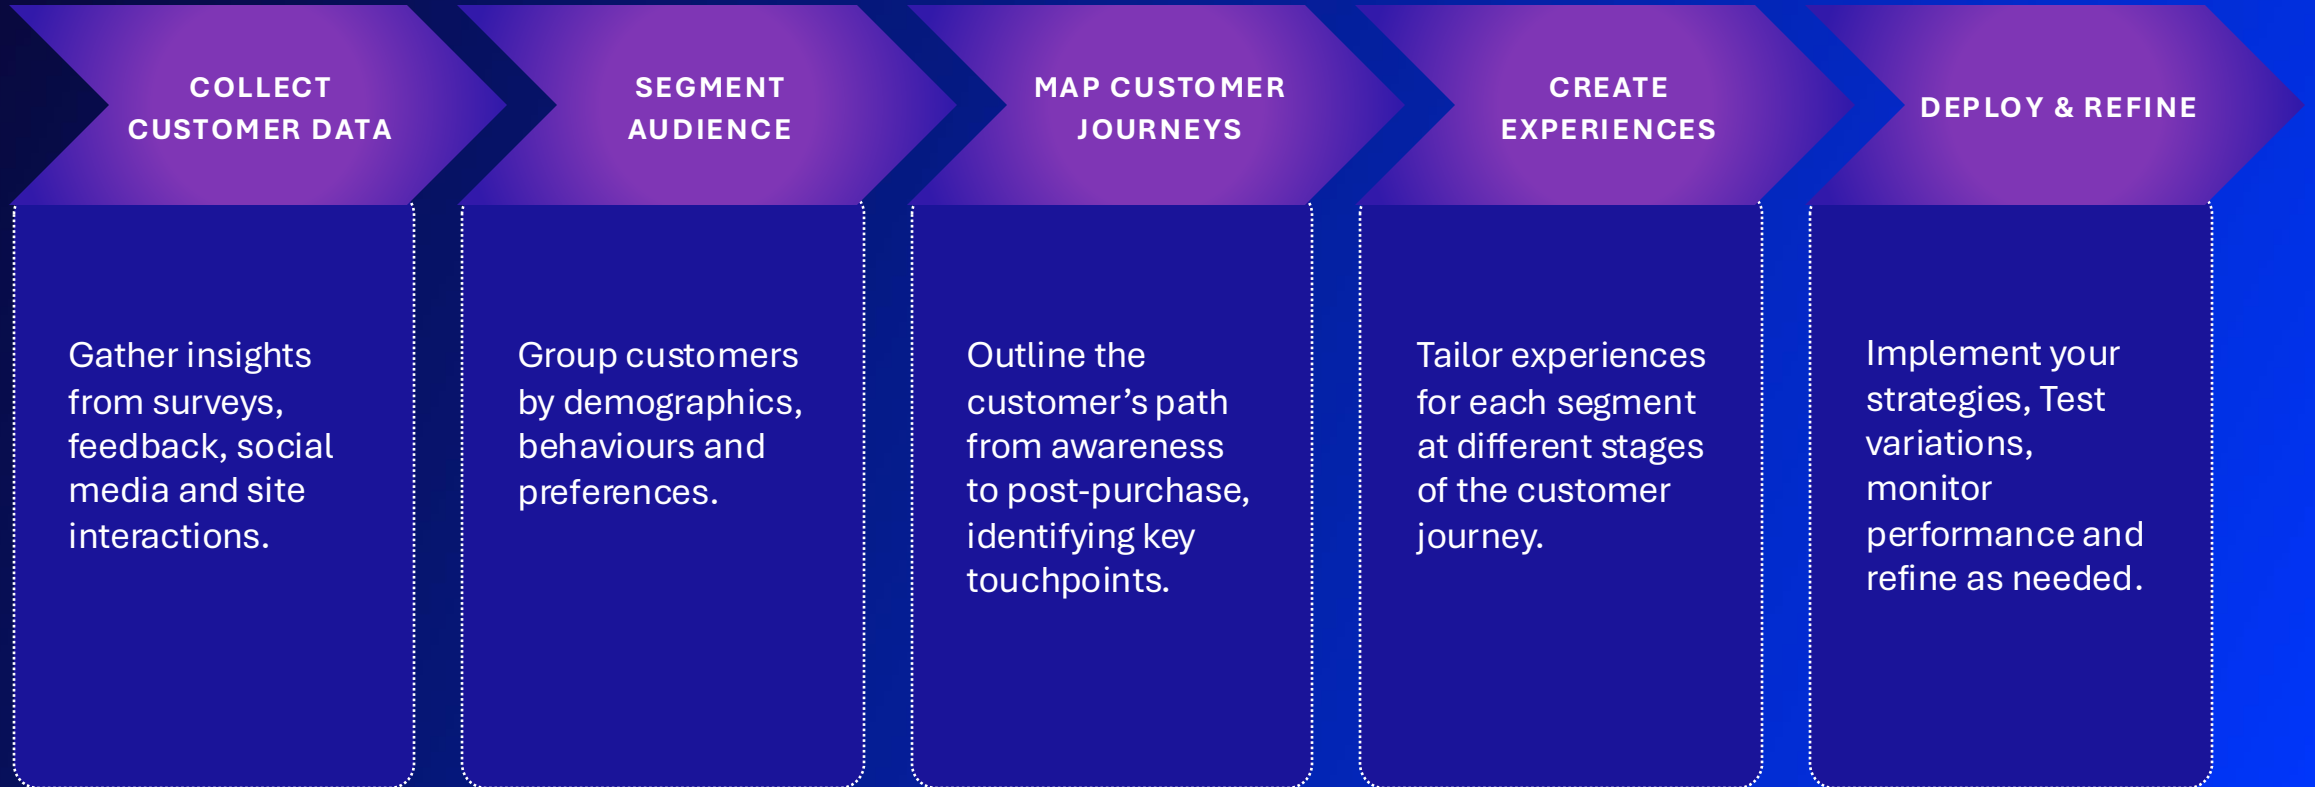 COLLECT
CUSTOMER DATA
Gather insights
from surveys,
feedback, social
media and site
interactions.
SEGMENT
AUDIENCE
Group customers
by demographics,
behaviours and
preferences.
MAP CUSTOMER
JOURNEYS
Outline the
customer’s path
from awareness
to post-purchase,
identifying key
touchpoints.
CREATE
EXPERIENCES
Tailor experiences
for each segment
at different stages
of the customer
journey.
DEPLOY & REFINE
Implement your
strategies, Test
variations,
monitor
performance and
refine as needed.